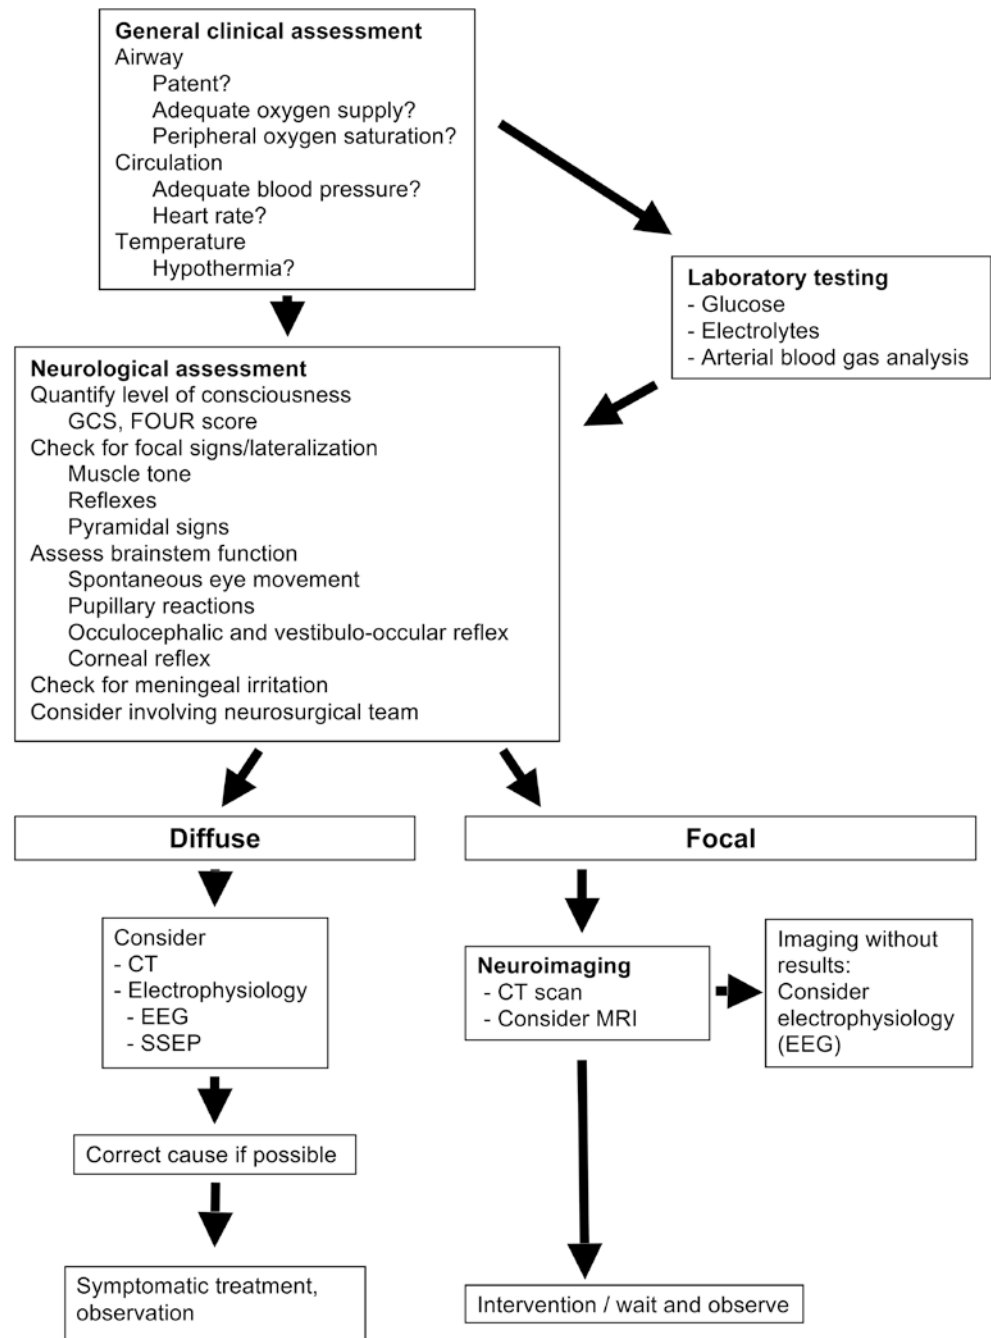 General clinical assessment
Airway
Patent?
Adequate oxygen supply?
Peripheral oxygen saturation?
Circulation
Adequate blood pressure?
Heart rate?
Temperature
Hypothermia?
Laboratory testing
- Glucose
- Electrolytes
- Arterial blood gas analysis
Neurological assessment
Quantify level of consciousness
GCS, FOUR score
Check for focal signs/lateralization
Muscle tone
Reflexes
Pyramidal signs
Assess brainstem function
Spontaneous eye movement
Pupillary reactions
Occulocephalic and vestibulo-occular reflex
Corneal reflex
Check for meningeal irritation
Consider involving neurosurgical team
Diffuse
Focal
Consider
- CT
- Electrophysiology
- EEG
- SSEP
Neuroimaging
- CT scan
- Consider MRI
Imaging without
results:
Consider
electrophysiology
(EEG)
Correct cause if possible
Symptomatic treatment,
observation
Intervention / wait and observe